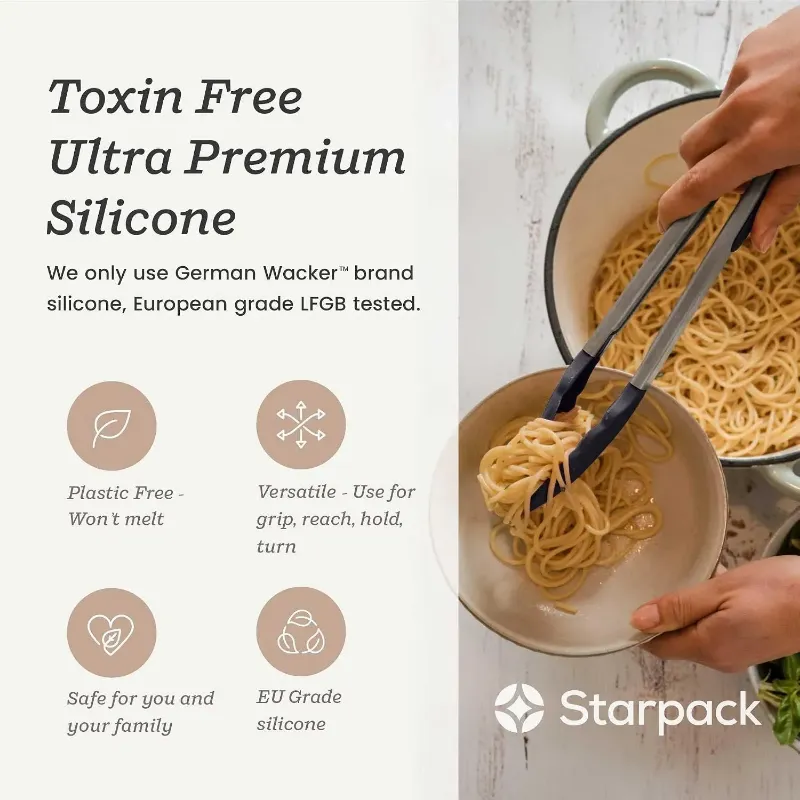 Toxin Free
Ultra Premium
Silicone
We only use German Wacker™ brand
silicone, European grade LFGB tested.
Plastic Free -
Won't melt
Versatile - Use for
grip, reach, hold,
turn
Safe for you and
your family
EU Grade
silicone
Starpack